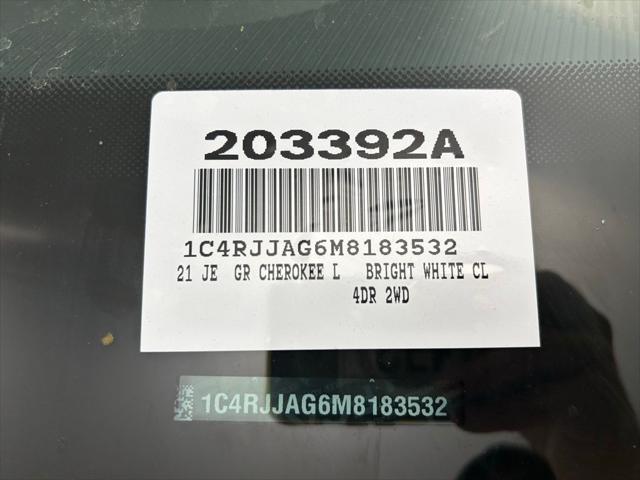 203392A
1C4RJJAG6M8183532
21 JE GR CHEROKEE L BRIGHT WHITE CL
4DR 2WD
1C4RJJAG6M8183532